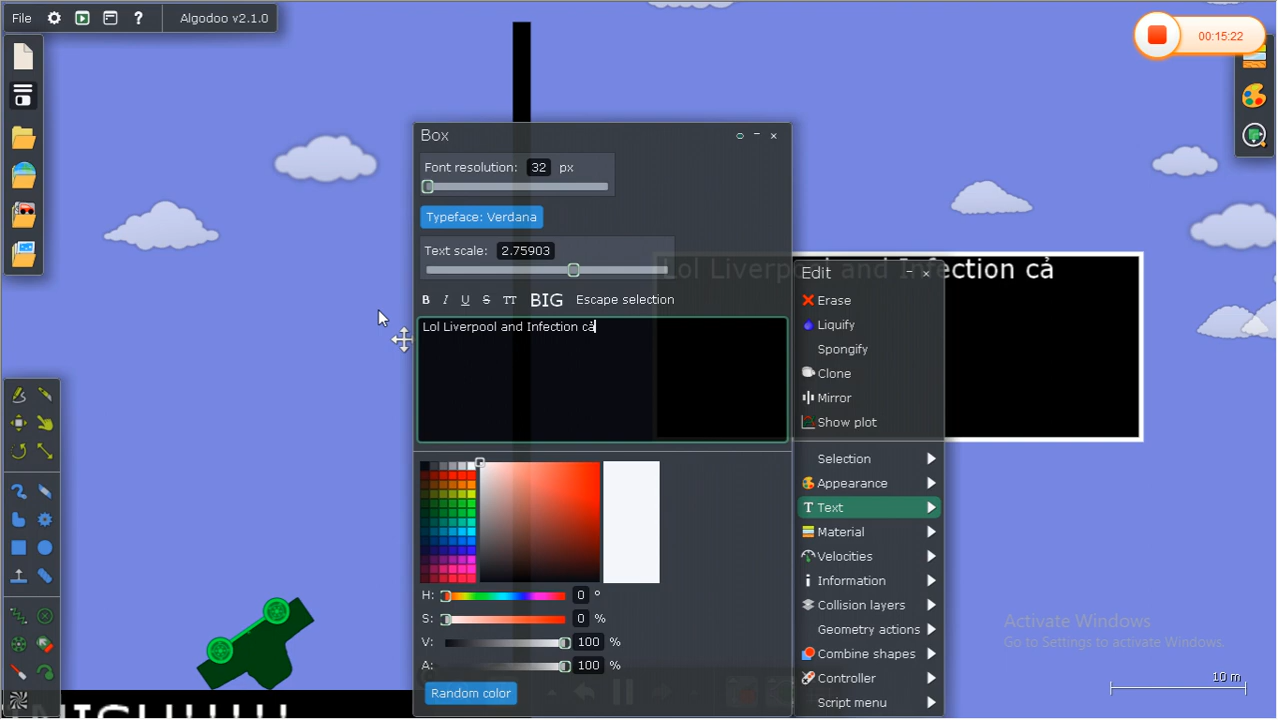 File
?
Algodoo v2.1.0
00:15:22
Box
Font resolution: 32 px
Typeface: Verdana
Text scale: 2.75903
B I U S TT BIG Escape selection
Lol Liverpool and Infection cả
Lol Liverpool and Infection cả
H: 0 °
S: 0 %
V: 100 %
A: 100 %
Random color
Edit
Erase
Liquify
Spongify
Clone
Mirror
Show plot
Selection
Appearance
T Text
Material
Velocities
Information
Collision layers
Geometry actions
Combine shapes
Controller
Script menu
Activate Windows
Go to Settings to activate Windows.
10 m